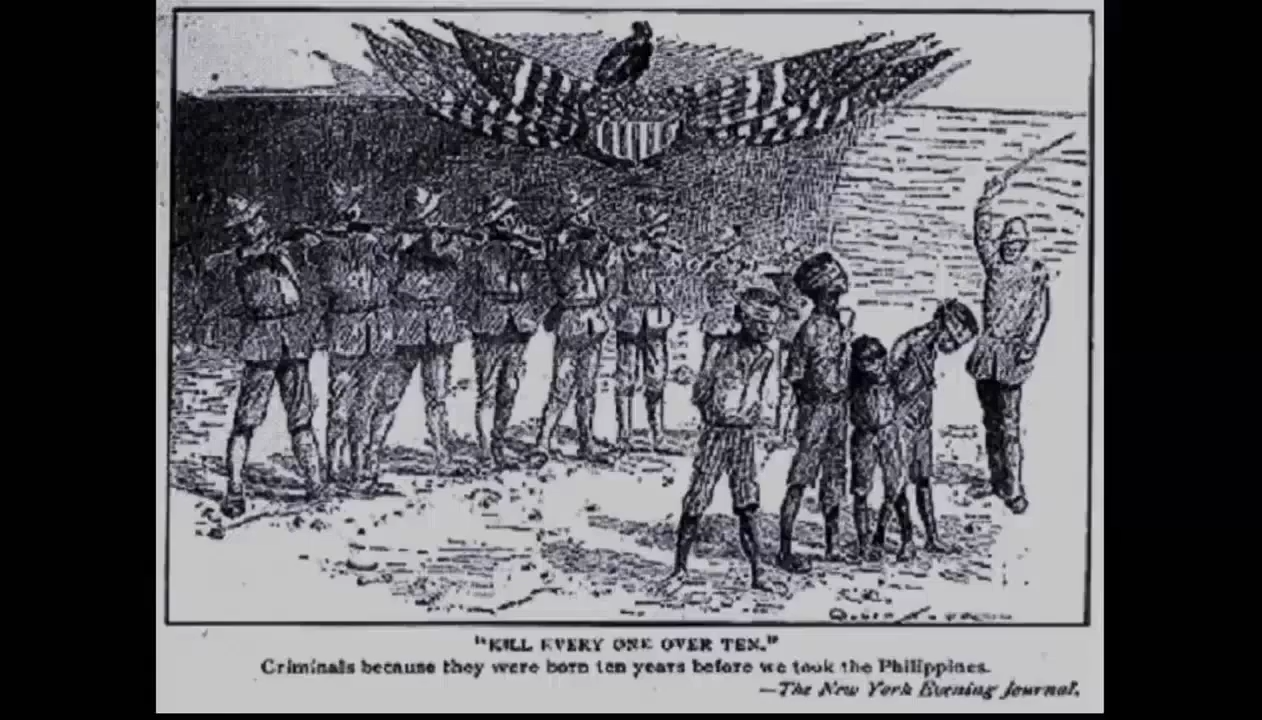 "KILL EVERY ONE OVER TEN."
Criminals because they were born ten years before we took the Philippines.
—The New York Evening Journal.